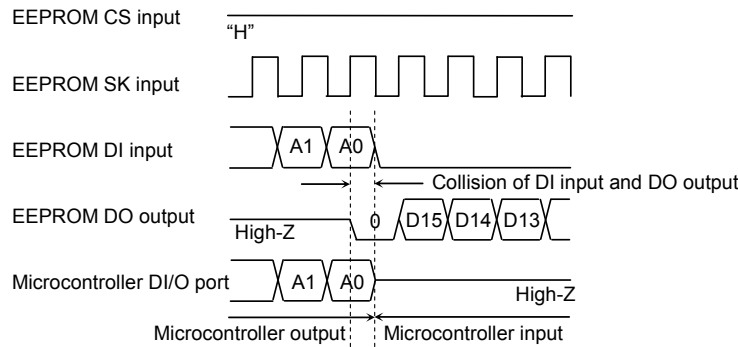 EEPROM CS input
“H”
EEPROM SK input
EEPROM DI input
A1 A0
Collision of DI input and DO output
EEPROM DO output
High-Z
0 D15 D14 D13
Microcontroller DI/O port
A1 A0
High-Z
Microcontroller output Microcontroller input